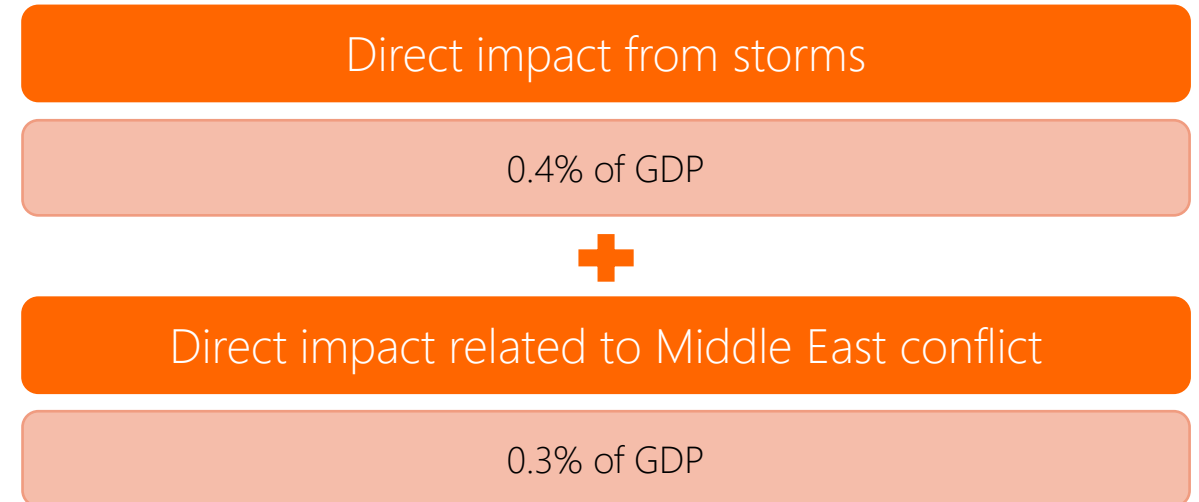 Direct impact from storms
0.4% of GDP
Direct impact related to Middle East conflict
0.3% of GDP